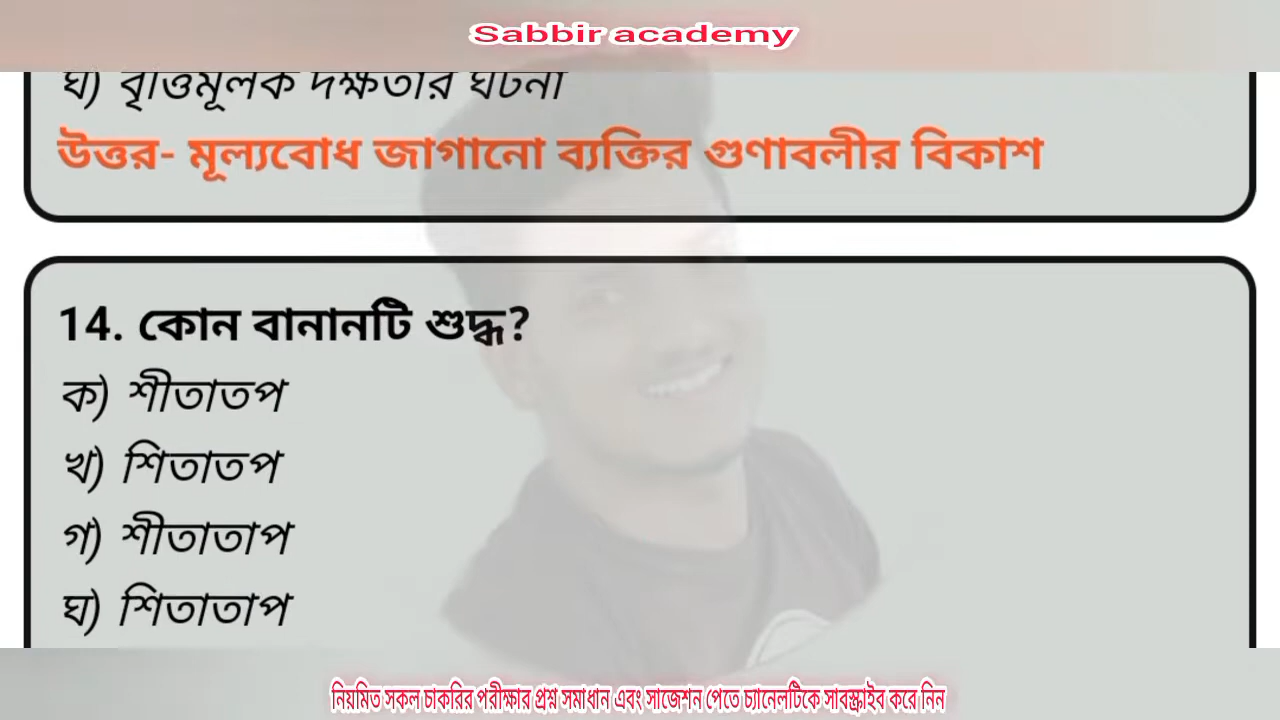 Sabbir academy
ঘ) বৃত্তিমূলক দক্ষতার ঘটনা
উত্তর- মূল্যবোধ জাগানো ব্যক্তির গুণাবলীর বিকাশ
14. কোন বানানটি শুদ্ধ?
ক) শীতাতপ
খ) শিতাতপ
গ) শীতাতাপ
ঘ) শিতাতাপ
নিয়মিত সকল চাকরির পরীক্ষার প্রশ্ন সমাধান এবং সাজেশন পেতে চ্যানেলটিকে সাবস্ক্রাইব করে নিন